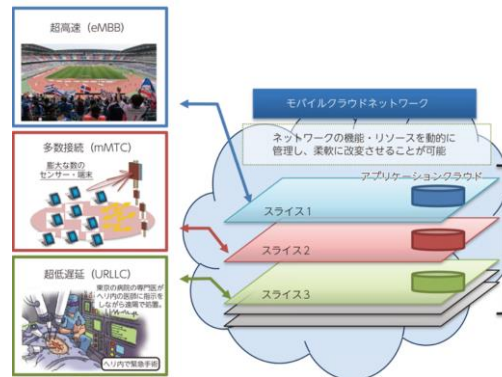 超高速（eMBB）
多数接続（mMTC）
膨大な数の
センサー・端末
超低遅延（URLLC）
東京の病院の専門医が
ヘリ内の医師に指示を
しながら遠隔で処置。
ヘリ内で緊急手術
モバイルクラウドネットワーク
ネットワークの機能・リソースを動的に
管理し、柔軟に改変させることが可能
アプリケーションクラウド
スライス1
スライス2
スライス3